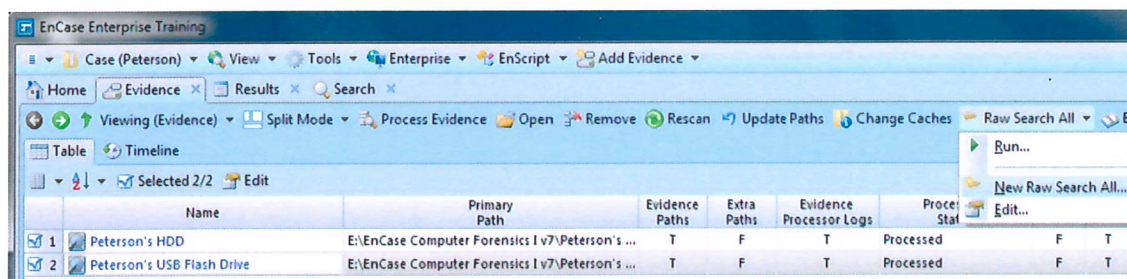 EnCase Enterprise Training
Case (Peterson) View Tools Enterprise EnScript Add Evidence
Home Evidence Results Search
Viewing (Evidence) Split Mode Process Evidence Open Remove Rescan Update Paths Change Caches Raw Search All
Table Timeline
Run...
Selected 2/2 Edit
New Raw Search All...
Edit...
Name Primary Path Evidence Paths Extra Paths Evidence Processor Logs
1 Peterson's HDD E:\EnCase Computer Forensics I v7\Peterson's ... T F T Processed F T
2 Peterson's USB Flash Drive E:\EnCase Computer Forensics I v7\Peterson's ... T F T Processed F T